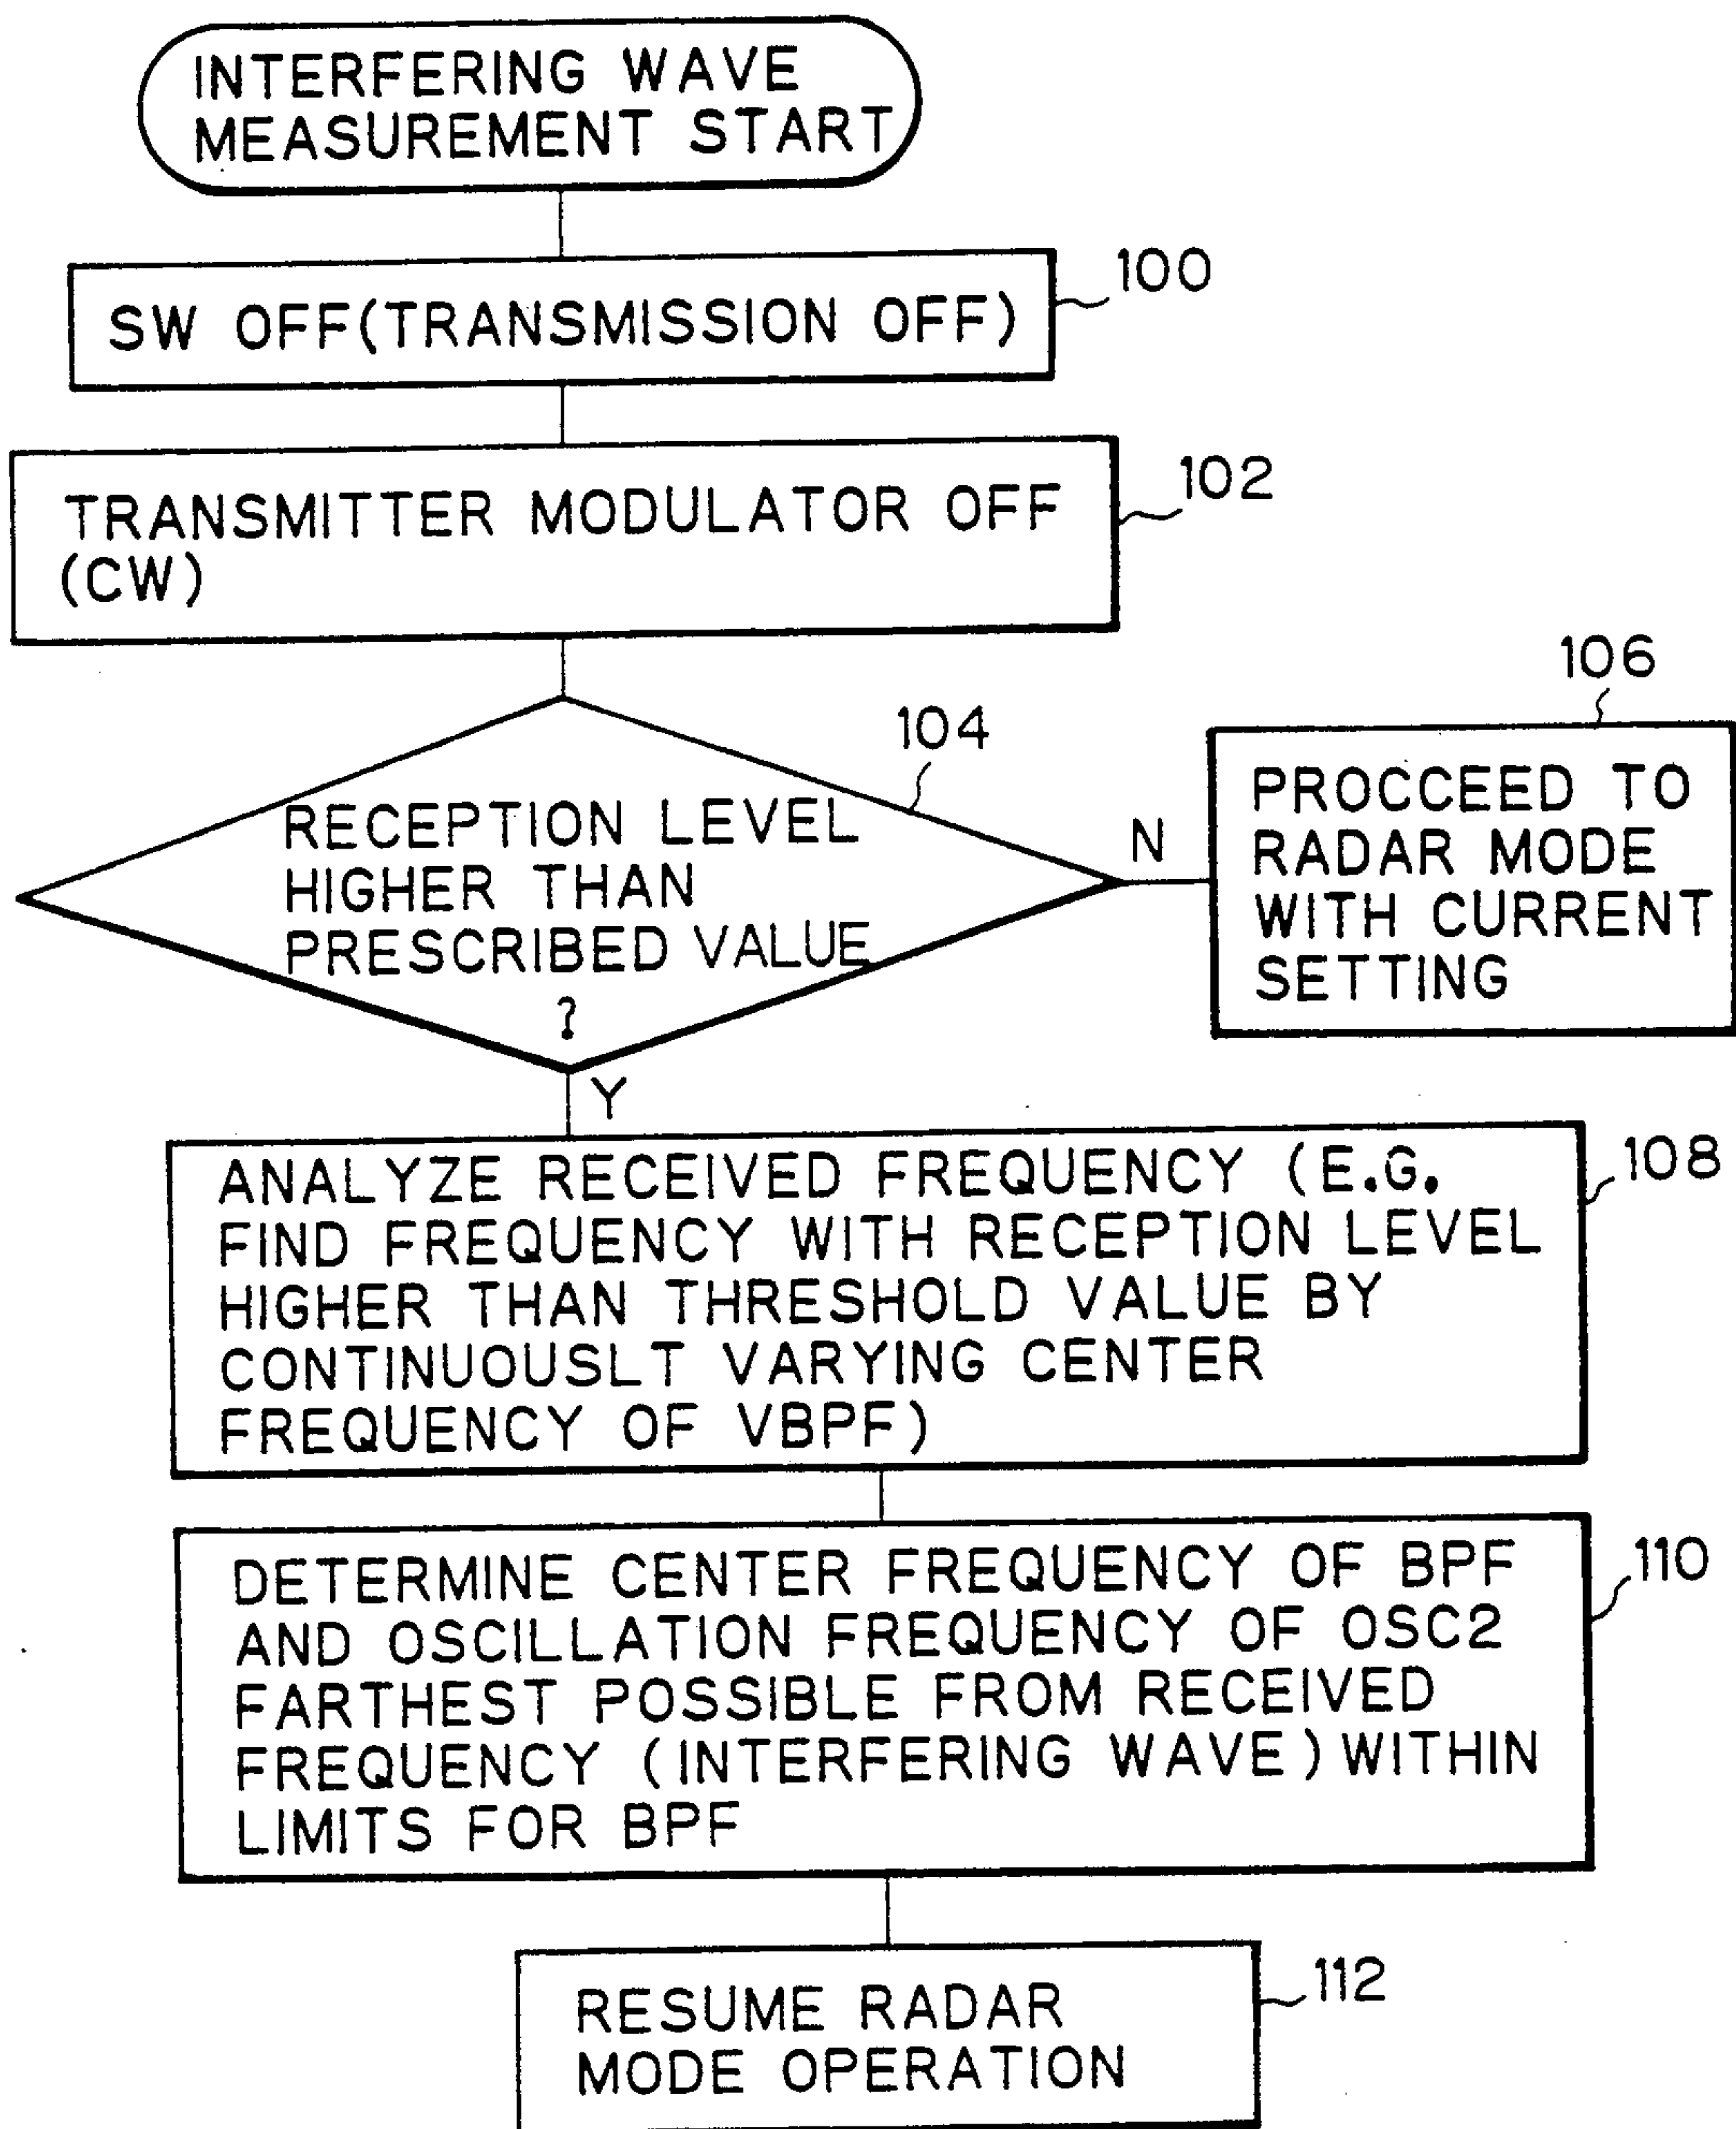 INTERFERING WAVE
MEASUREMENT START
100
SW OFF(TRANSMISSION OFF)
102
TRANSMITTER MODULATOR OFF
(CW)
104
RECEPTION LEVEL
HIGHER THAN
PRESCRIBED VALUE
?
N
106
PROCCEED TO
RADAR MODE
WITH CURRENT
SETTING
Y
108
ANALYZE RECEIVED FREQUENCY (E.G.
FIND FREQUENCY WITH RECEPTION LEVEL
HIGHER THAN THRESHOLD VALUE BY
CONTINUOUSLT VARYING CENTER
FREQUENCY OF VBPF)
110
DETERMINE CENTER FREQUENCY OF BPF
AND OSCILLATION FREQUENCY OF OSC2
FARTHEST POSSIBLE FROM RECEIVED
FREQUENCY (INTERFERING WAVE) WITHIN
LIMITS FOR BPF
112
RESUME RADAR
MODE OPERATION